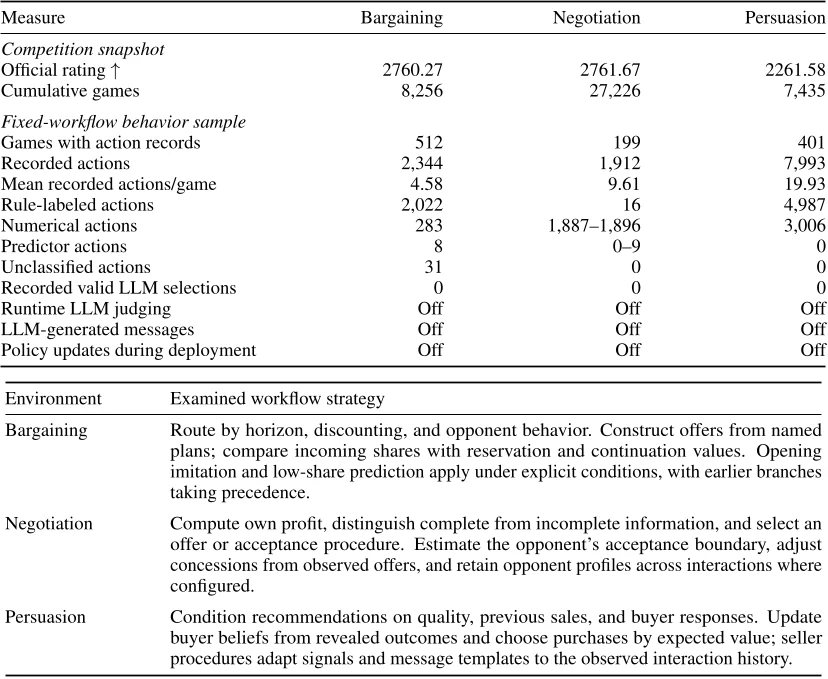 Measure Bargaining Negotiation Persuasion
Competition snapshot
Official rating ↑ 2760.27 2761.67 2261.58
Cumulative games 8,256 27,226 7,435
Fixed-workflow behavior sample
Games with action records 512 199 401
Recorded actions 2,344 1,912 7,993
Mean recorded actions/game 4.58 9.61 19.93
Rule-labeled actions 2,022 16 4,987
Numerical actions 283 1,887–1,896 3,006
Predictor actions 8 0–9 0
Unclassified actions 31 0 0
Recorded valid LLM selections 0 0 0
Runtime LLM judging Off Off Off
LLM-generated messages Off Off Off
Policy updates during deployment Off Off Off
Environment Examined workflow strategy
Bargaining Route by horizon, discounting, and opponent behavior. Construct offers from named
plans; compare incoming shares with reservation and continuation values. Opening
imitation and low-share prediction apply under explicit conditions, with earlier branches
taking precedence.
Negotiation Compute own profit, distinguish complete from incomplete information, and select an
offer or acceptance procedure. Estimate the opponent's acceptance boundary, adjust
concessions from observed offers, and retain opponent profiles across interactions where
configured.
Persuasion Condition recommendations on quality, previous sales, and buyer responses. Update
buyer beliefs from revealed outcomes and choose purchases by expected value; seller
procedures adapt signals and message templates to the observed interaction history.